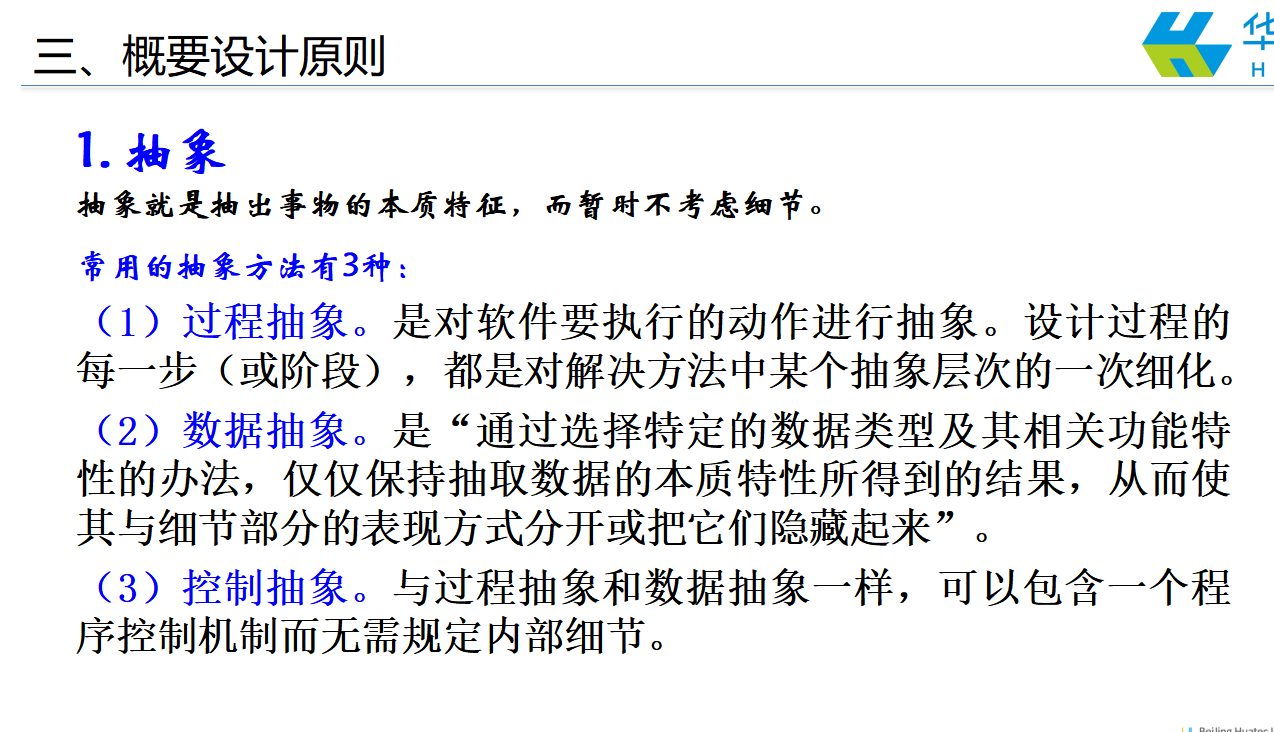 三、概要设计原则
华
H
1.抽象
抽象就是抽出事物的本质特征，而暂时不考虑细节。
常用的抽象方法有3种：
（1）过程抽象。是对软件要执行的动作进行抽象。设计过程的
每一步（或阶段），都是对解决方法中某个抽象层次的一次细化。
（2）数据抽象。是“通过选择特定的数据类型及其相关功能特
性的办法，仅仅保持抽取数据的本质特性所得到的结果，从而使
其与细节部分的表现方式分开或把它们隐藏起来”。
（3）控制抽象。与过程抽象和数据抽象一样，可以包含一个程
序控制机制而无需规定内部细节。